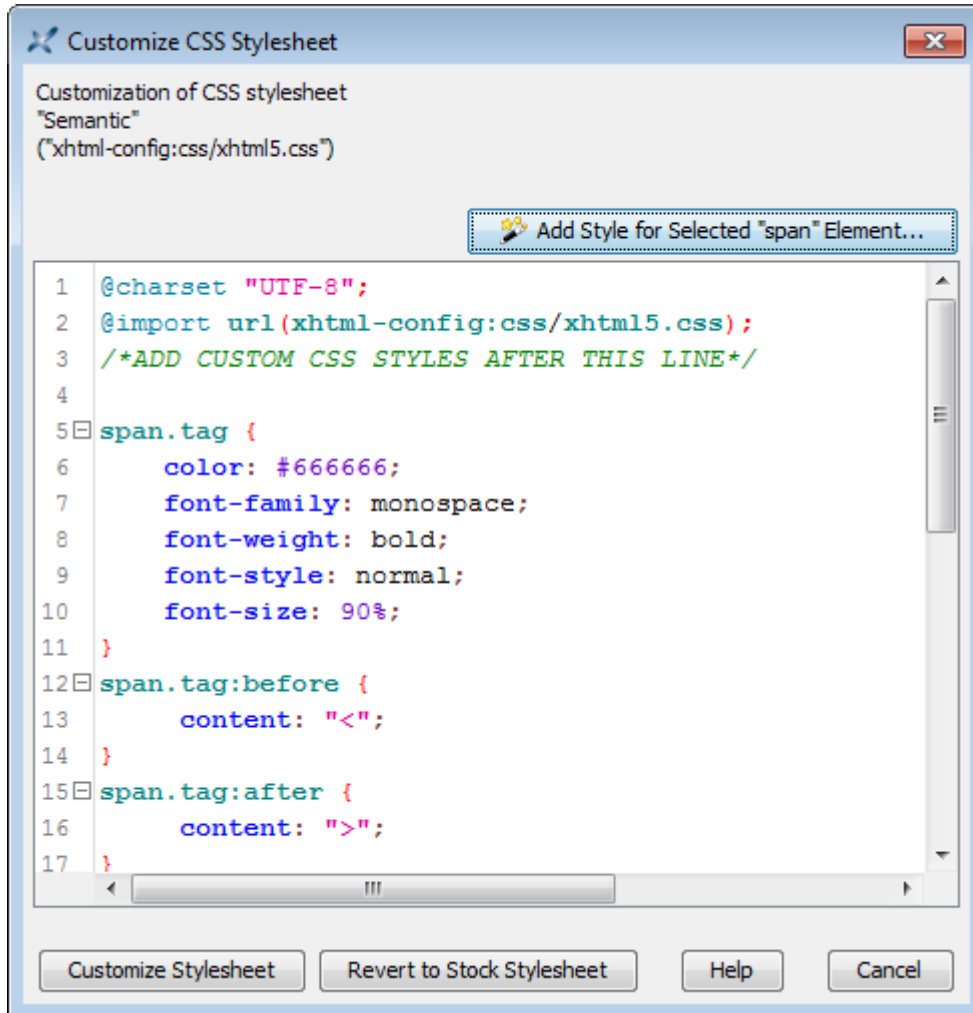 Customize CSS Stylesheet
Customization of CSS stylesheet
"Semantic"
("xhtml-config:css/xhtml5.css")
Add Style for Selected "span" Element...
1 @charset "UTF-8";
2 @import url(xhtml-config:css/xhtml5.css);
3 /*ADD CUSTOM CSS STYLES AFTER THIS LINE*/
4
5 span.tag {
6 color: #666666;
7 font-family: monospace;
8 font-weight: bold;
9 font-style: normal;
10 font-size: 90%;
11 }
12 span.tag:before {
13 content: "<";
14 }
15 span.tag:after {
16 content: ">";
17 }
Customize Stylesheet Revert to Stock Stylesheet Help Cancel